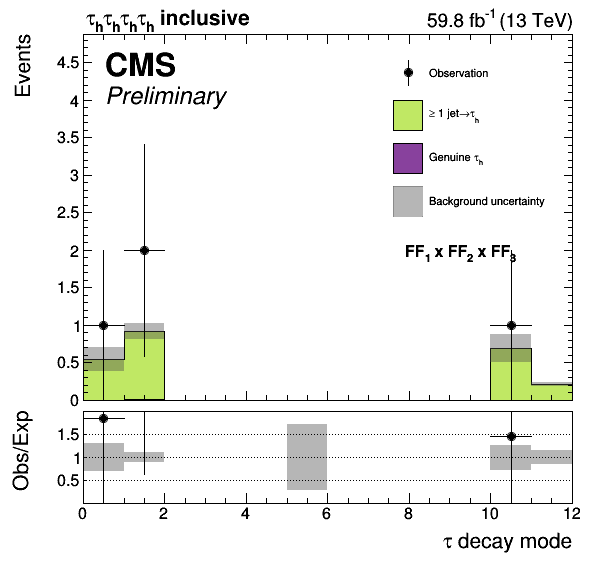 τhτhτhτh inclusive
59.8 fb-1 (13 TeV)
Events
CMS
Preliminary
Observation
≥ 1 jet→τh
Genuine τh
Background uncertainty
FF1 x FF2 x FF3
4.5
4
3.5
3
2.5
2
1.5
1
0.5
0
Obs/Exp
1.5
1
0.5
0 2 4 6 8 10 12
τ decay mode